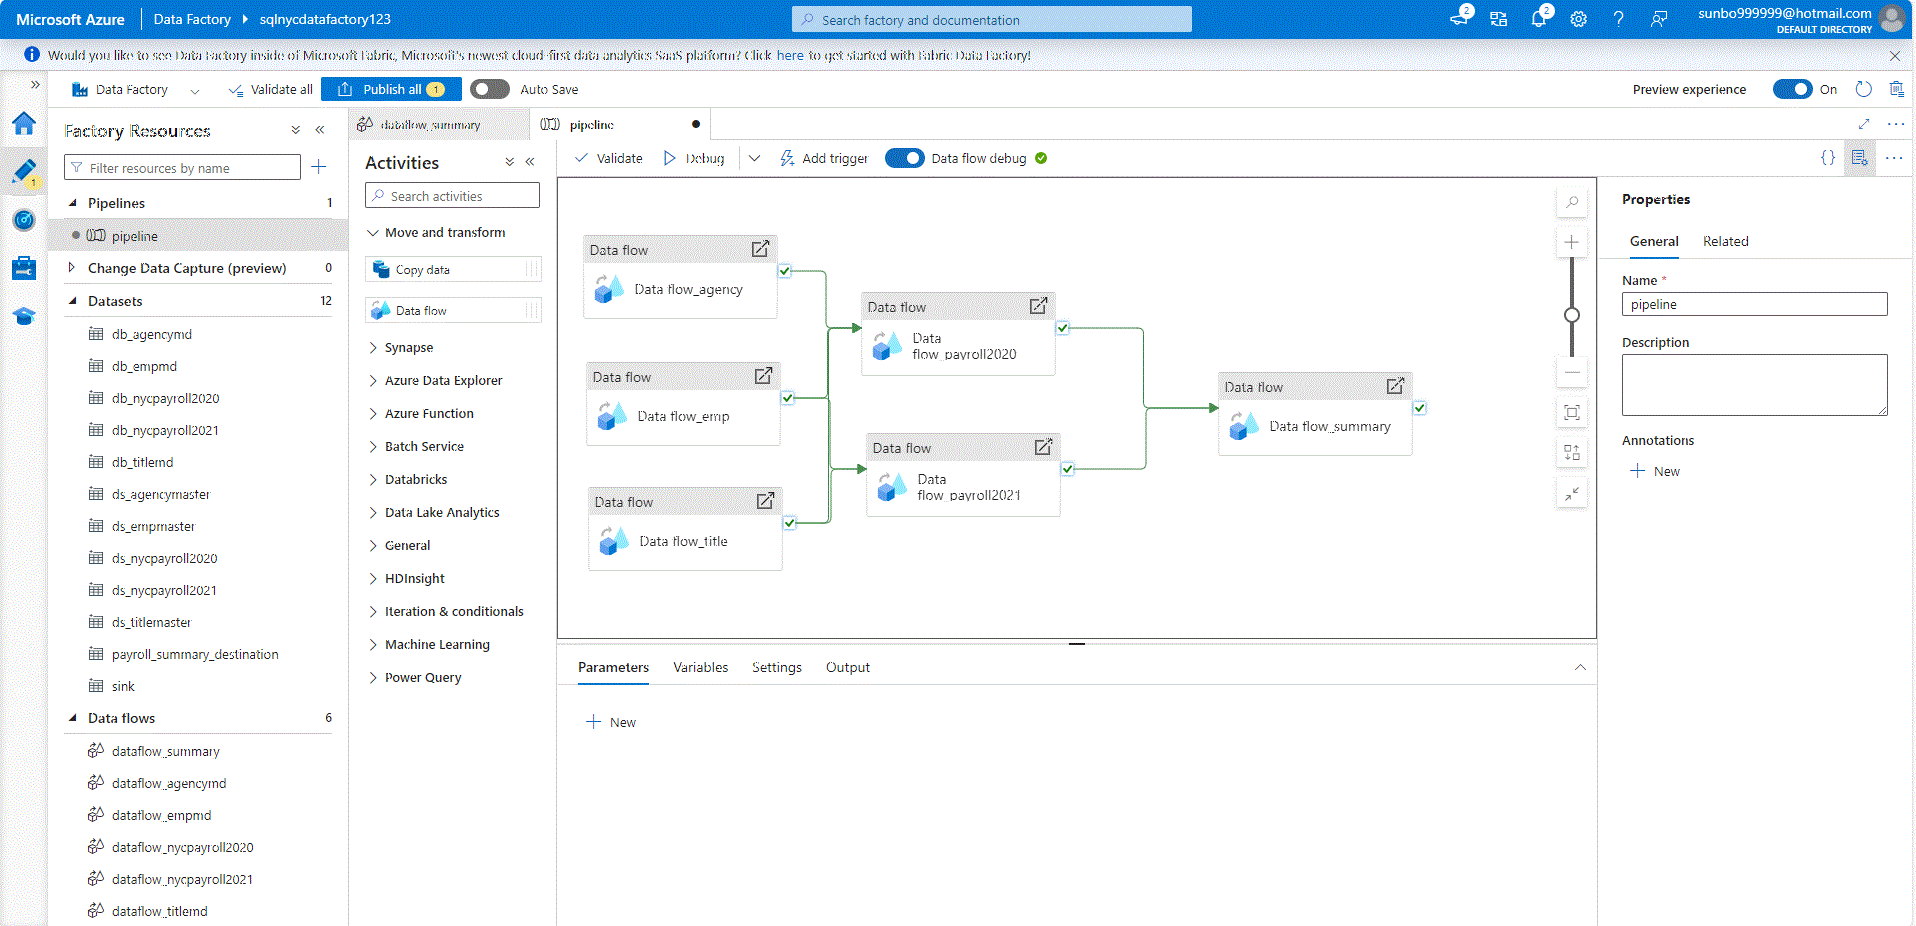 Microsoft Azure
Data Factory
sqlnycdatafactory123
Search factory and documentation
2
2
sunbo999999@hotmail.com
DEFAULT DIRECTORY
Would you like to see Data Factory inside of Microsoft Fabric, Microsoft's newest cloud-first data analytics SaaS platform? Click here to get started with Fabric Data Factory!
Data Factory
Validate all
Publish all 1
Auto Save
Preview experience
On
1
Factory Resources
Filter resources by name
Pipelines 1
pipeline
Change Data Capture (preview) 0
Datasets 12
db_agencymd
db_empmd
db_nycpayroll2020
db_nycpayroll2021
db_titlemd
ds_agencymaster
ds_empmaster
ds_nycpayroll2020
ds_nycpayroll2021
ds_titlemaster
payroll_summary_destination
sink
Data flows 6
dataflow_summary
dataflow_agencymd
dataflow_empmd
dataflow_nycpayroll2020
dataflow_nycpayroll2021
dataflow_titlemd
dataflow_summary
pipeline
Activities
Search activities
Move and transform
Copy data
Data flow
Synapse
Azure Data Explorer
Azure Function
Batch Service
Databricks
Data Lake Analytics
General
HDInsight
Iteration & conditionals
Machine Learning
Power Query
Validate
Debug
Add trigger
Data flow debug
{}
Data flow
Data flow_agency
Data flow
Data flow_emp
Data flow
Data flow_title
Data flow
Data
flow_payroll2020
Data flow
Data
flow_payroll2021
Data flow
Data flow_summary
Parameters
Variables
Settings
Output
New
Properties
General
Related
Name *
pipeline
Description
Annotations
New